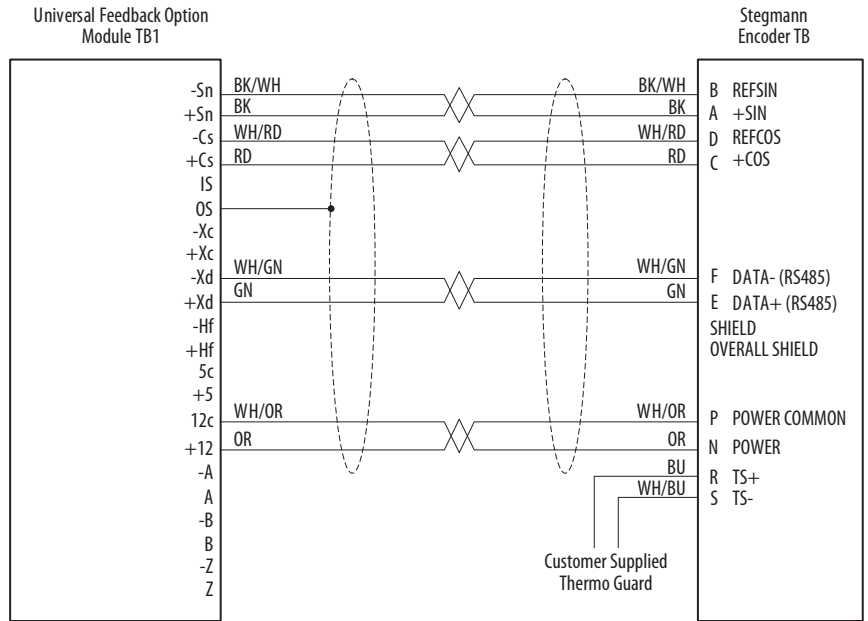 Universal Feedback Option
Module TB1
Stegmann
Encoder TB
-Sn BK/WH BK/WH B REFSIN
+Sn BK BK A +SIN
-Cs WH/RD WH/RD D REFCOS
+Cs RD RD C +COS
IS
OS
-Xc
+Xc
-Xd WH/GN WH/GN F DATA- (RS485)
+Xd GN GN E DATA+ (RS485)
-Hf SHIELD
+Hf OVERALL SHIELD
5c
+5
12c WH/OR WH/OR P POWER COMMON
+12 OR OR N POWER
-A BU R TS+
A WH/BU S TS-
-B
B
-Z
Z
Customer Supplied
Thermo Guard